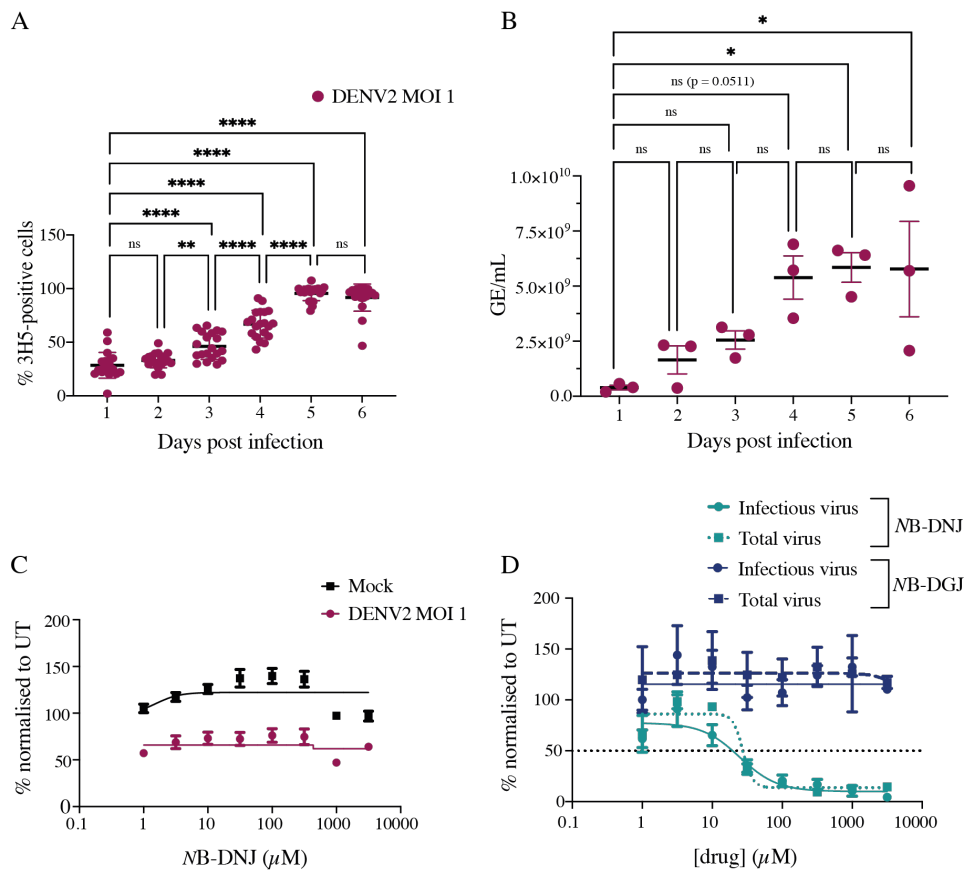 A
DENV2 MOI 1
****
****
****
****
ns
**
****
****
ns
% 3H5-positive cells
150
100
50
0
1 2 3 4 5 6
Days post infection
B
*
*
ns (p = 0.0511)
ns
ns
ns
ns
ns
ns
GE/mL
1.0×10¹⁰
7.5×10⁹
5.0×10⁹
2.5×10⁹
0.0
1 2 3 4 5 6
Days post infection
C
Mock
DENV2 MOI 1
% normalised to UT
200
150
100
50
0
0.1 1 10 100 1000 10000
NB-DNJ (µM)
D
Infectious virus
Total virus
NB-DNJ
Infectious virus
Total virus
NB-DGJ
% normalised to UT
200
150
100
50
0
0.1 1 10 100 1000 10000
[drug] (µM)